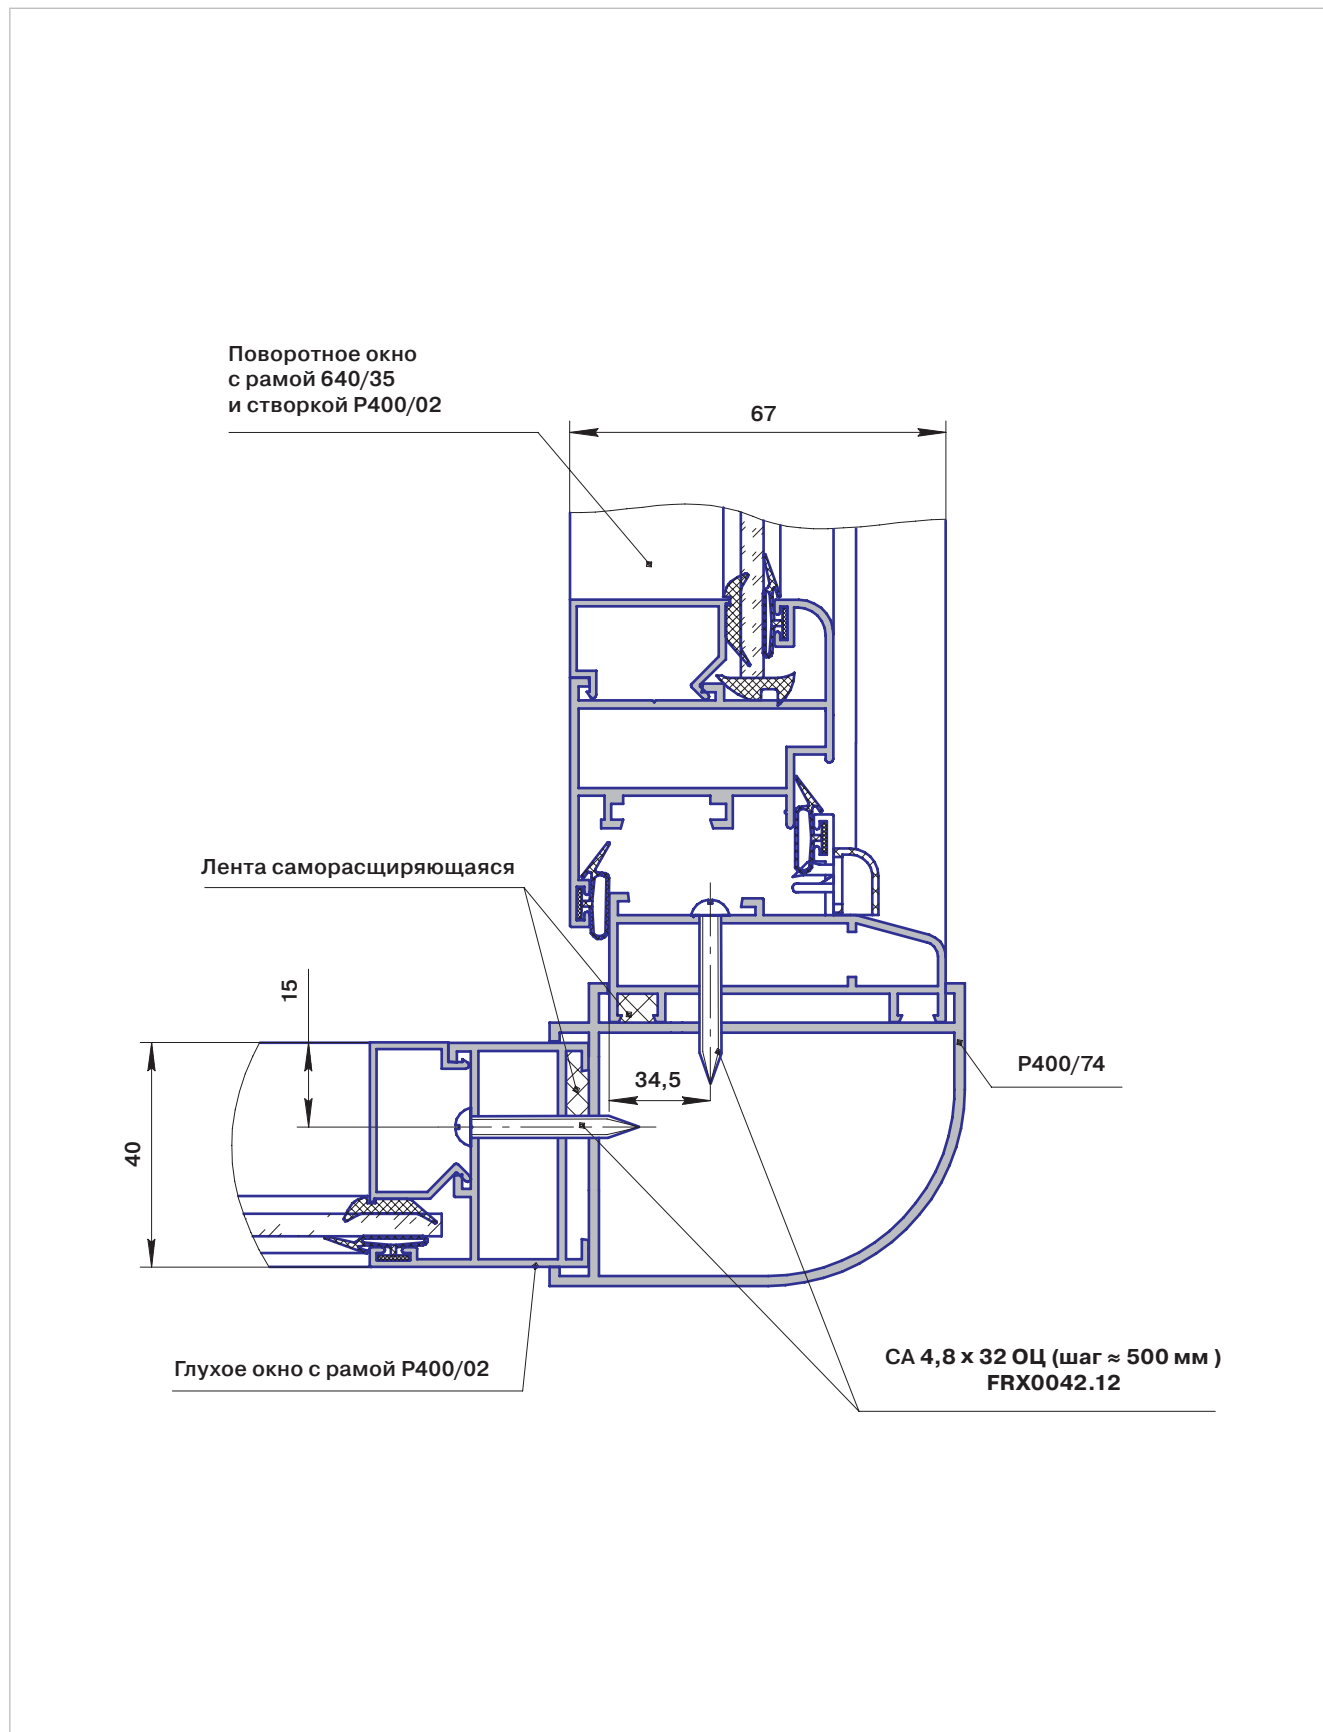 Поворотное окно
с рамой 640/35
и створкой Р400/02
67
Лента саморасщиряющаяся
15
34,5
Р400/74
40
Глухое окно с рамой Р400/02
СА 4,8 х 32 ОЦ (шаг ≈ 500 мм )
FRX0042.12